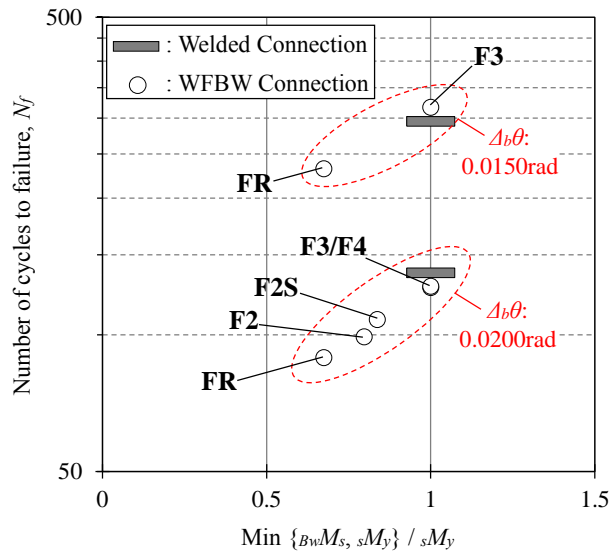 500
: Welded Connection
: WFBW Connection
F3
Δbθ:
0.0150rad
FR
F3/F4
F2S
F2
FR
Δbθ:
0.0200rad
Number of cycles to failure, Nf
50
0
0.5
1
1.5
Min {BwMs, sMy} / sMy